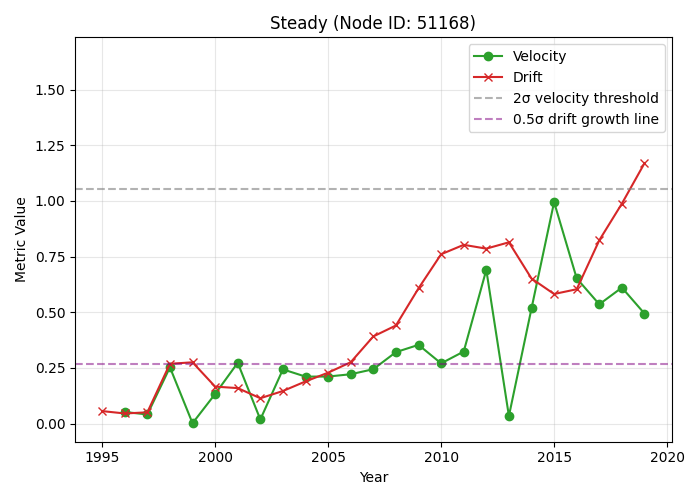 Steady (Node ID: 51168)
Velocity
Drift
2σ velocity threshold
0.5σ drift growth line
Metric Value
1.50
1.25
1.00
0.75
0.50
0.25
0.00
1995 2000 2005 2010 2015 2020
Year